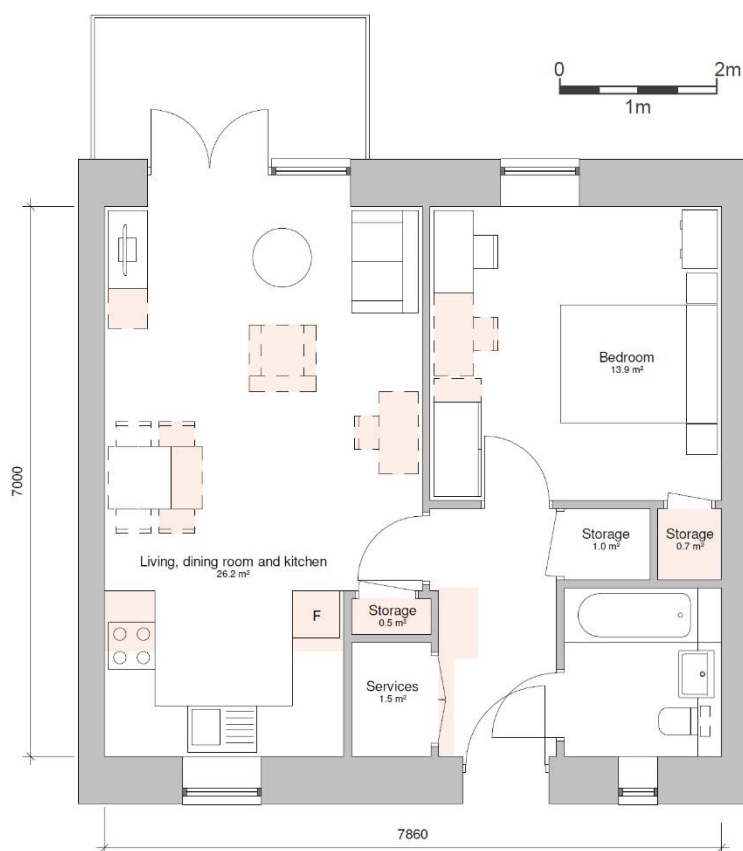 0
2m
1m
Bedroom
13.9 m²
7000
Living, dining room and kitchen
26.2 m²
Storage
1.0 m²
Storage
0.7 m²
Storage
0.5 m²
F
Services
1.5 m²
7860